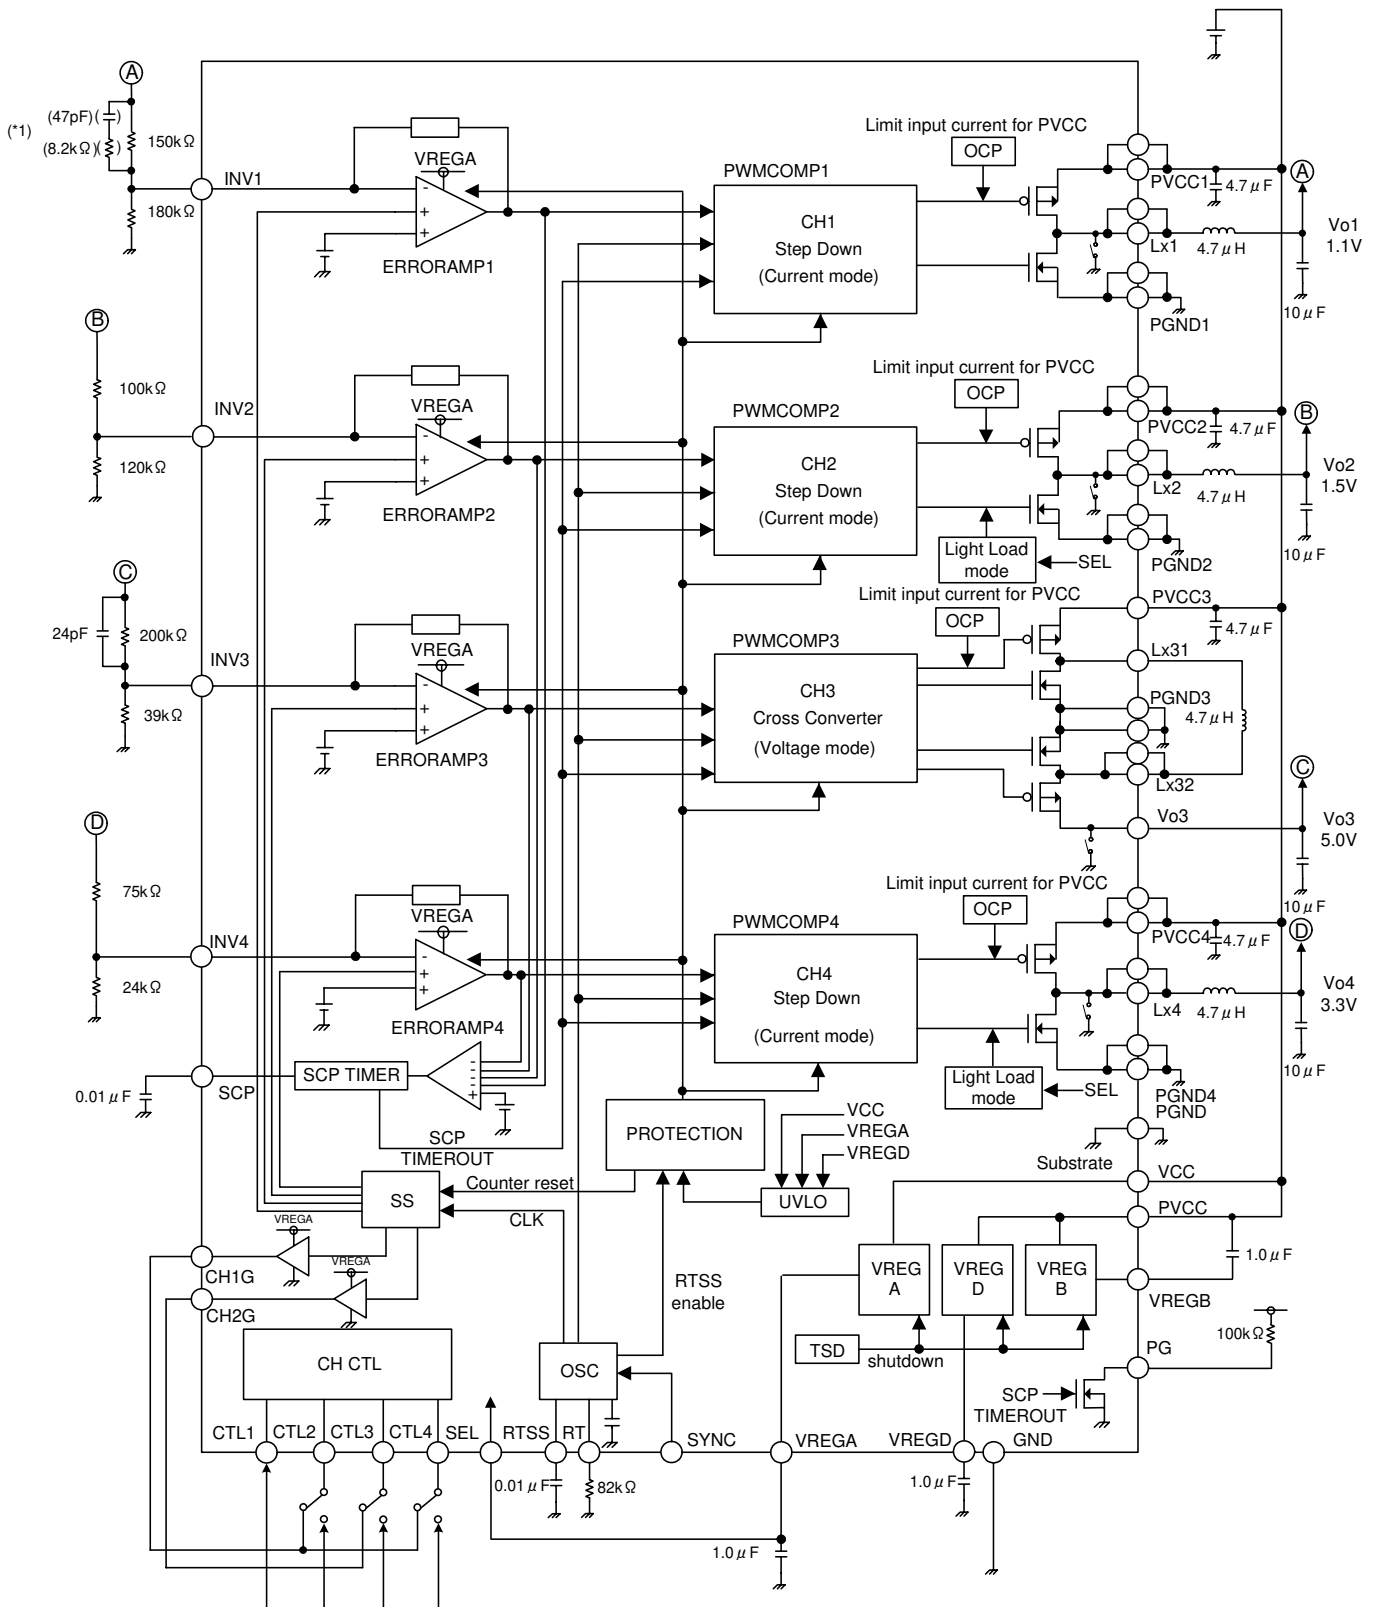 A
(*1)
(47pF)
(8.2kΩ)
150kΩ
180kΩ
INV1
VREGA
-
+
+
ERRORAMP1
PWMCOMP1
CH1
Step Down
(Current mode)
Limit input current for PVCC
OCP
PVCC1
4.7μF
A
Lx1
4.7μH
Vo1
1.1V
10μF
PGND1
B
100kΩ
120kΩ
INV2
VREGA
-
+
+
ERRORAMP2
PWMCOMP2
CH2
Step Down
(Current mode)
Limit input current for PVCC
OCP
PVCC2
4.7μF
B
Lx2
4.7μH
Vo2
1.5V
10μF
PGND2
Light Load
mode
SEL
C
24pF
200kΩ
39kΩ
INV3
VREGA
-
+
+
ERRORAMP3
PWMCOMP3
CH3
Cross Converter
(Voltage mode)
Limit input current for PVCC
OCP
PVCC3
4.7μF
Lx31
PGND3
4.7μH
Lx32
C
Vo3
Vo3
5.0V
10μF
D
75kΩ
24kΩ
INV4
VREGA
-
+
+
ERRORAMP4
PWMCOMP4
CH4
Step Down
(Current mode)
Limit input current for PVCC
OCP
PVCC4
4.7μF
D
Lx4
4.7μH
Vo4
3.3V
10μF
PGND4
PGND
Light Load
mode
SEL
0.01μF
SCP
SCP TIMER
-
-
-
-
+
SCP
TIMEROUT
PROTECTION
VCC
VREGA
VREGD
UVLO
Substrate
VCC
PVCC
SS
Counter reset
CLK
VREGA
CH1G
VREGA
CH2G
RTSS
enable
VREG
A
VREG
D
VREG
B
1.0μF
VREGB
TSD
shutdown
100kΩ
PG
SCP
TIMEROUT
CH CTL
OSC
CTL1
CTL2
CTL3
CTL4
SEL
RTSS
RT
SYNC
VREGA
VREGD
GND
0.01μF
82kΩ
1.0μF
1.0μF